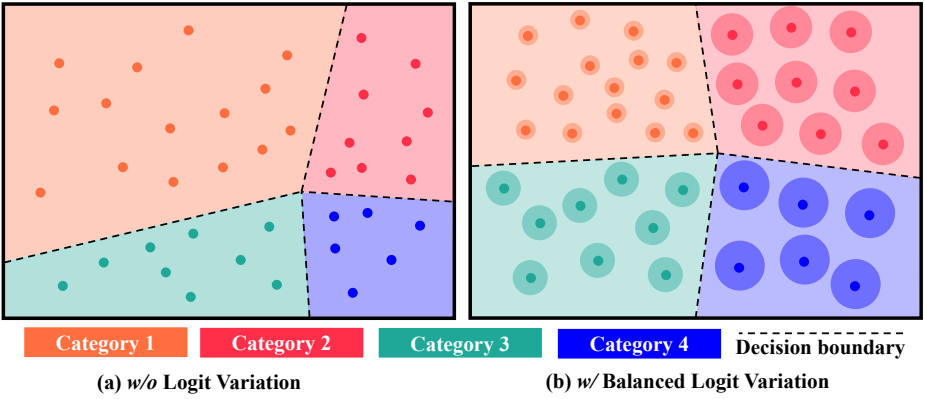 Category 1
Category 2
Category 3
Category 4
Decision boundary
(a) w/o Logit Variation
(b) w/ Balanced Logit Variation